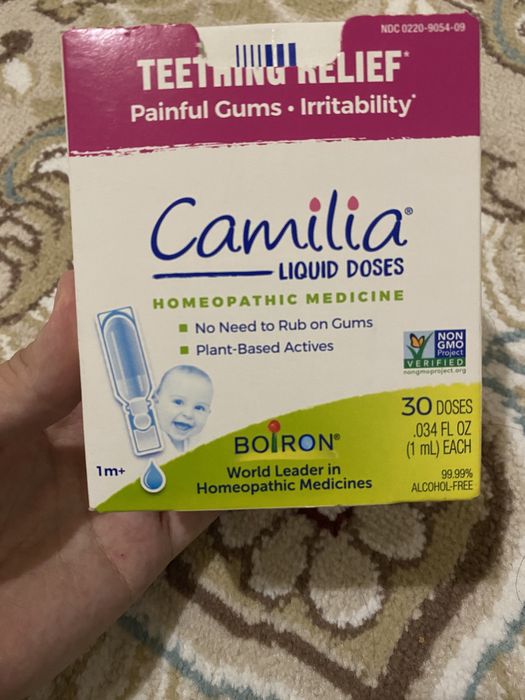 NDC 0220-9054-09
TEETHING RELIEF*
Painful Gums • Irritability*
Camilia®
LIQUID DOSES
HOMEOPATHIC MEDICINE
No Need to Rub on Gums
Plant-Based Actives
NON
GMO
Project
VERIFIED
nongmoproject.org
30 DOSES
.034 FL OZ
(1 mL) EACH
BOIRON®
1m+
World Leader in
Homeopathic Medicines
99.99%
ALCOHOL-FREE